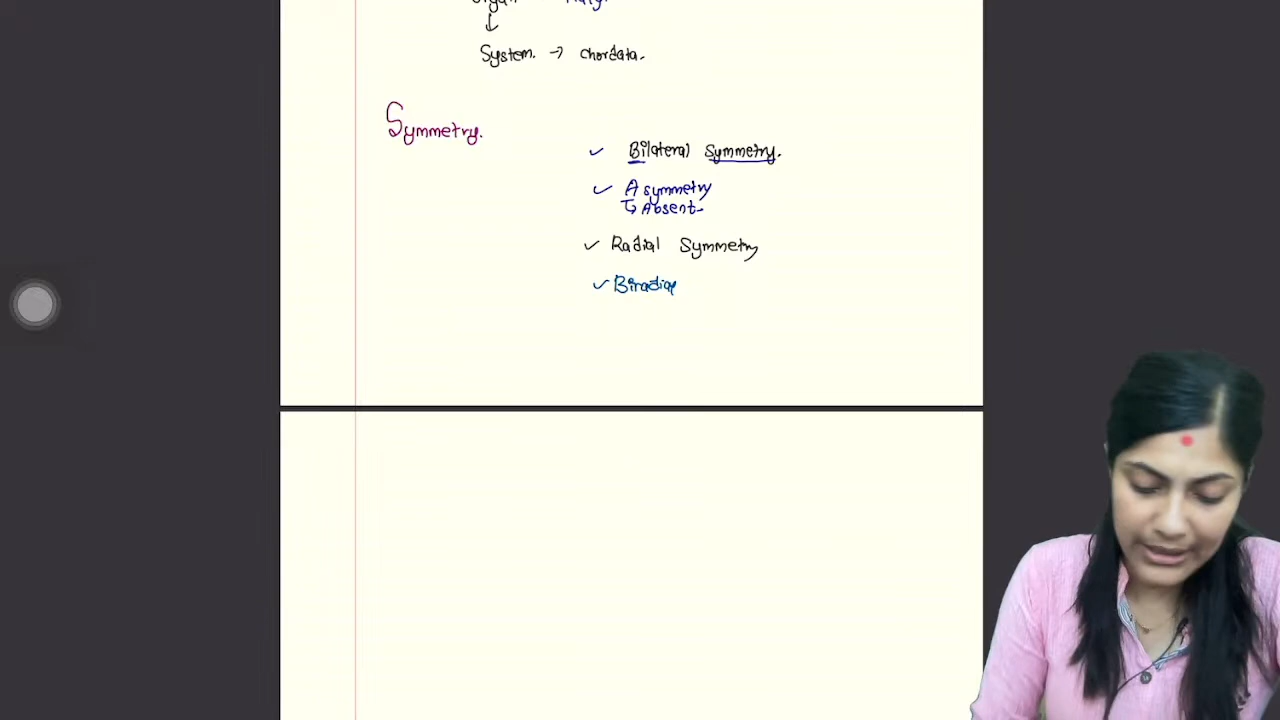 System. → Chordata.
Symmetry.
✓ Bilateral Symmetry.
✓ Asymmetry
↳ Absent-
✓ Radial Symmetry
✓ Biradial